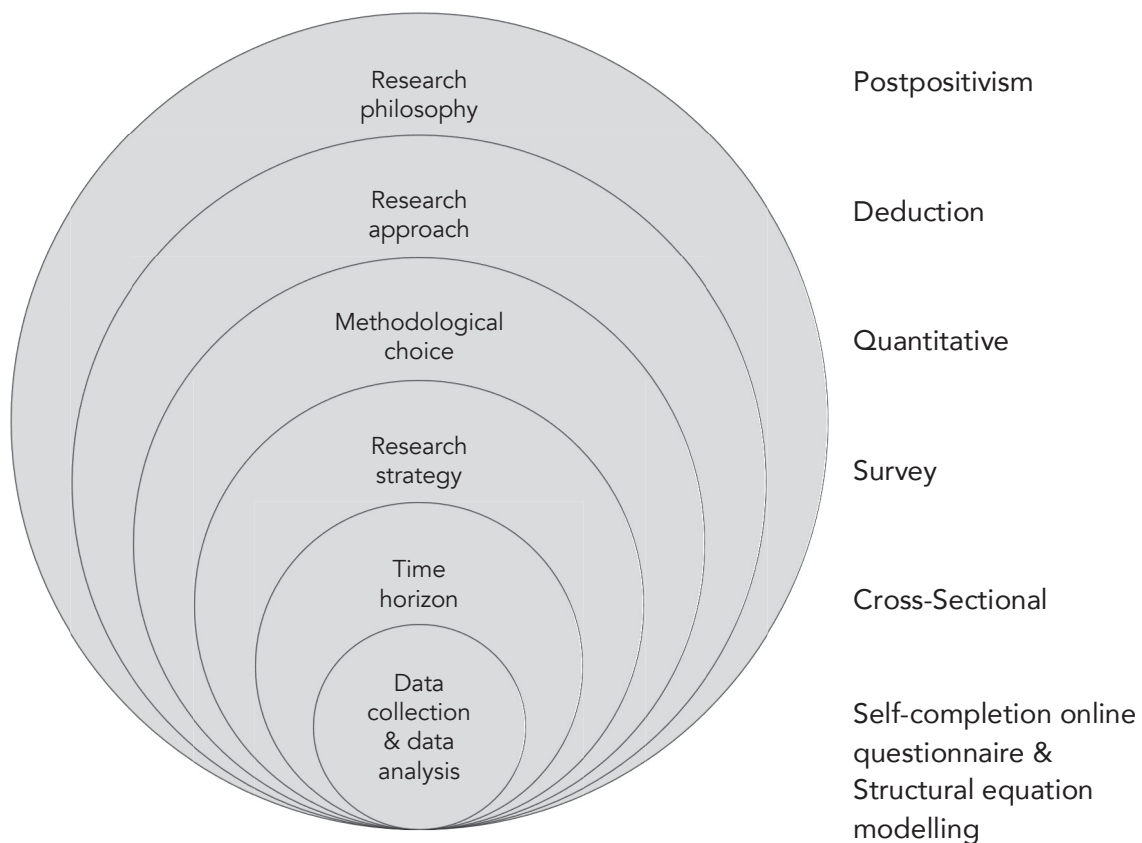 Research
philosophy
Postpositivism
Research
approach
Deduction
Methodological
choice
Quantitative
Research
strategy
Survey
Time
horizon
Cross-Sectional
Data
collection
& data
analysis
Self-completion online
questionnaire &
Structural equation
modelling